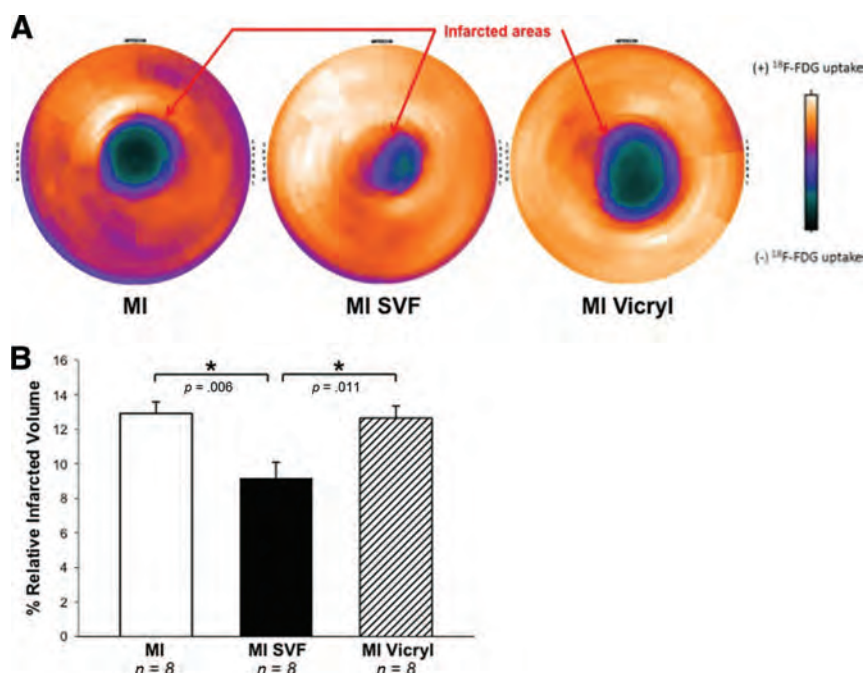 A
Infarcted areas
(+) ¹⁸F-FDG uptake
(-) ¹⁸F-FDG uptake
MI
MI SVF
MI Vicryl
B
% Relative Infarcted Volume
16
14
12
10
8
6
4
2
0
*
p = .006
*
p = .011
MI
n = 8
MI SVF
n = 8
MI Vicryl
n = 8